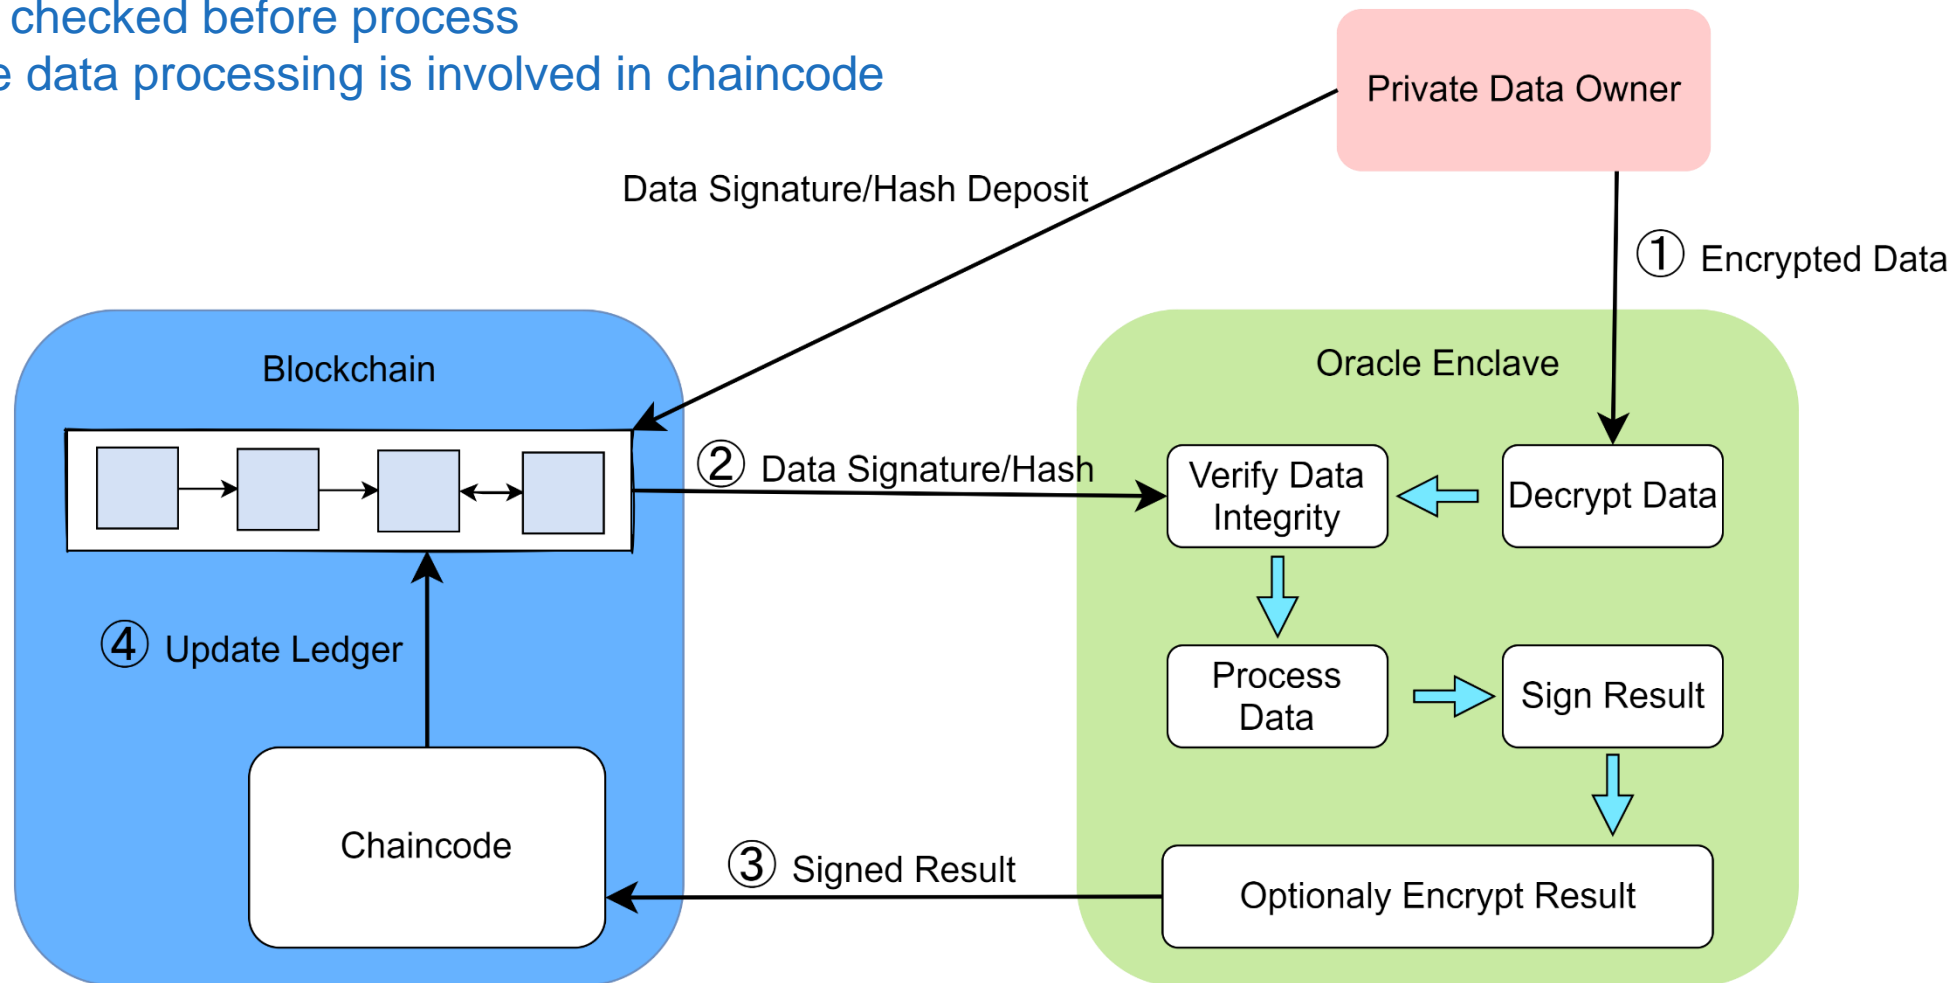 checked before process
e data processing is involved in chaincode
Private Data Owner
Data Signature/Hash Deposit
① Encrypted Data
Blockchain
Oracle Enclave
② Data Signature/Hash
Verify Data
Integrity
Decrypt Data
④ Update Ledger
Process
Data
Sign Result
Chaincode
③ Signed Result
Optionaly Encrypt Result